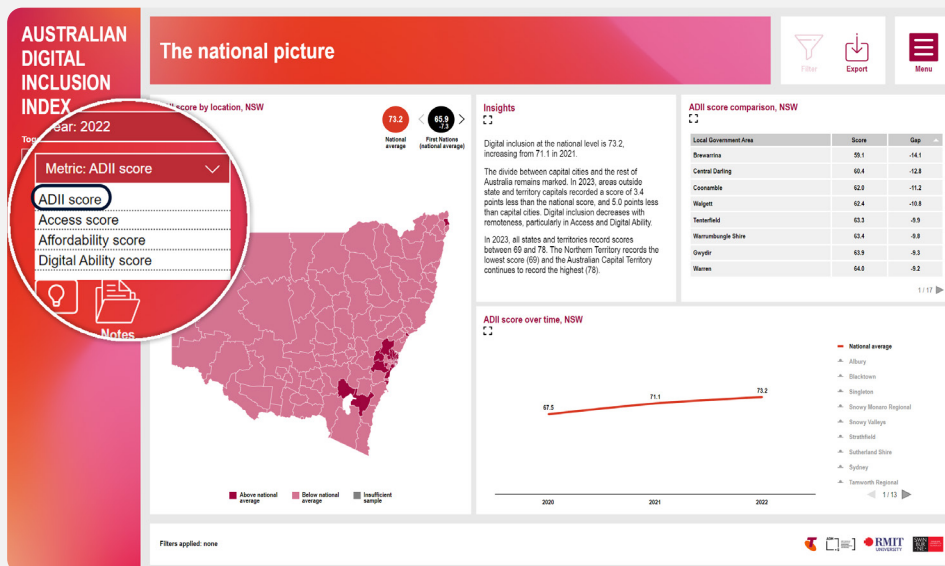 AUSTRALIAN
DIGITAL
INCLUSION
INDEX
The national picture
Filter
Export
Menu
Year: 2022
Metric: ADII score
ADII score
Access score
Affordability score
Digital Ability score
Notes
score by location, NSW
73.2
National
average
65.9
-7.3
First Nations
(national average)
Above national
average
Below national
average
Insufficient
sample
Insights
Digital inclusion at the national level is 73.2,
increasing from 71.1 in 2021.
The divide between capital cities and the rest of
Australia remains marked. In 2023, areas outside
state and territory capitals recorded a score of 3.4
points less than the national score, and 5.0 points less
than capital cities. Digital inclusion decreases with
remoteness, particularly in Access and Digital Ability.
In 2023, all states and territories record scores
between 69 and 78. The Northern Territory records the
lowest score (69) and the Australian Capital Territory
continues to record the highest (78).
ADII score comparison, NSW
Local Government Area Score Gap
Brewarrina 59.1 -14.1
Central Darling 60.4 -12.8
Coonamble 62.0 -11.2
Walgett 62.4 -10.8
Tenterfield 63.3 -9.9
Warrumbungle Shire 63.4 -9.8
Gwydir 63.9 -9.3
Warren 64.0 -9.2
1 / 17
ADII score over time, NSW
67.5
71.1
73.2
2020
2021
2022
National average
Albury
Blacktown
Singleton
Snowy Monaro Regional
Snowy Valleys
Strathfield
Sutherland Shire
Sydney
Tamworth Regional
1 / 13
Filters applied: none
RMIT
UNIVERSITY
SWIN
BUR
NE